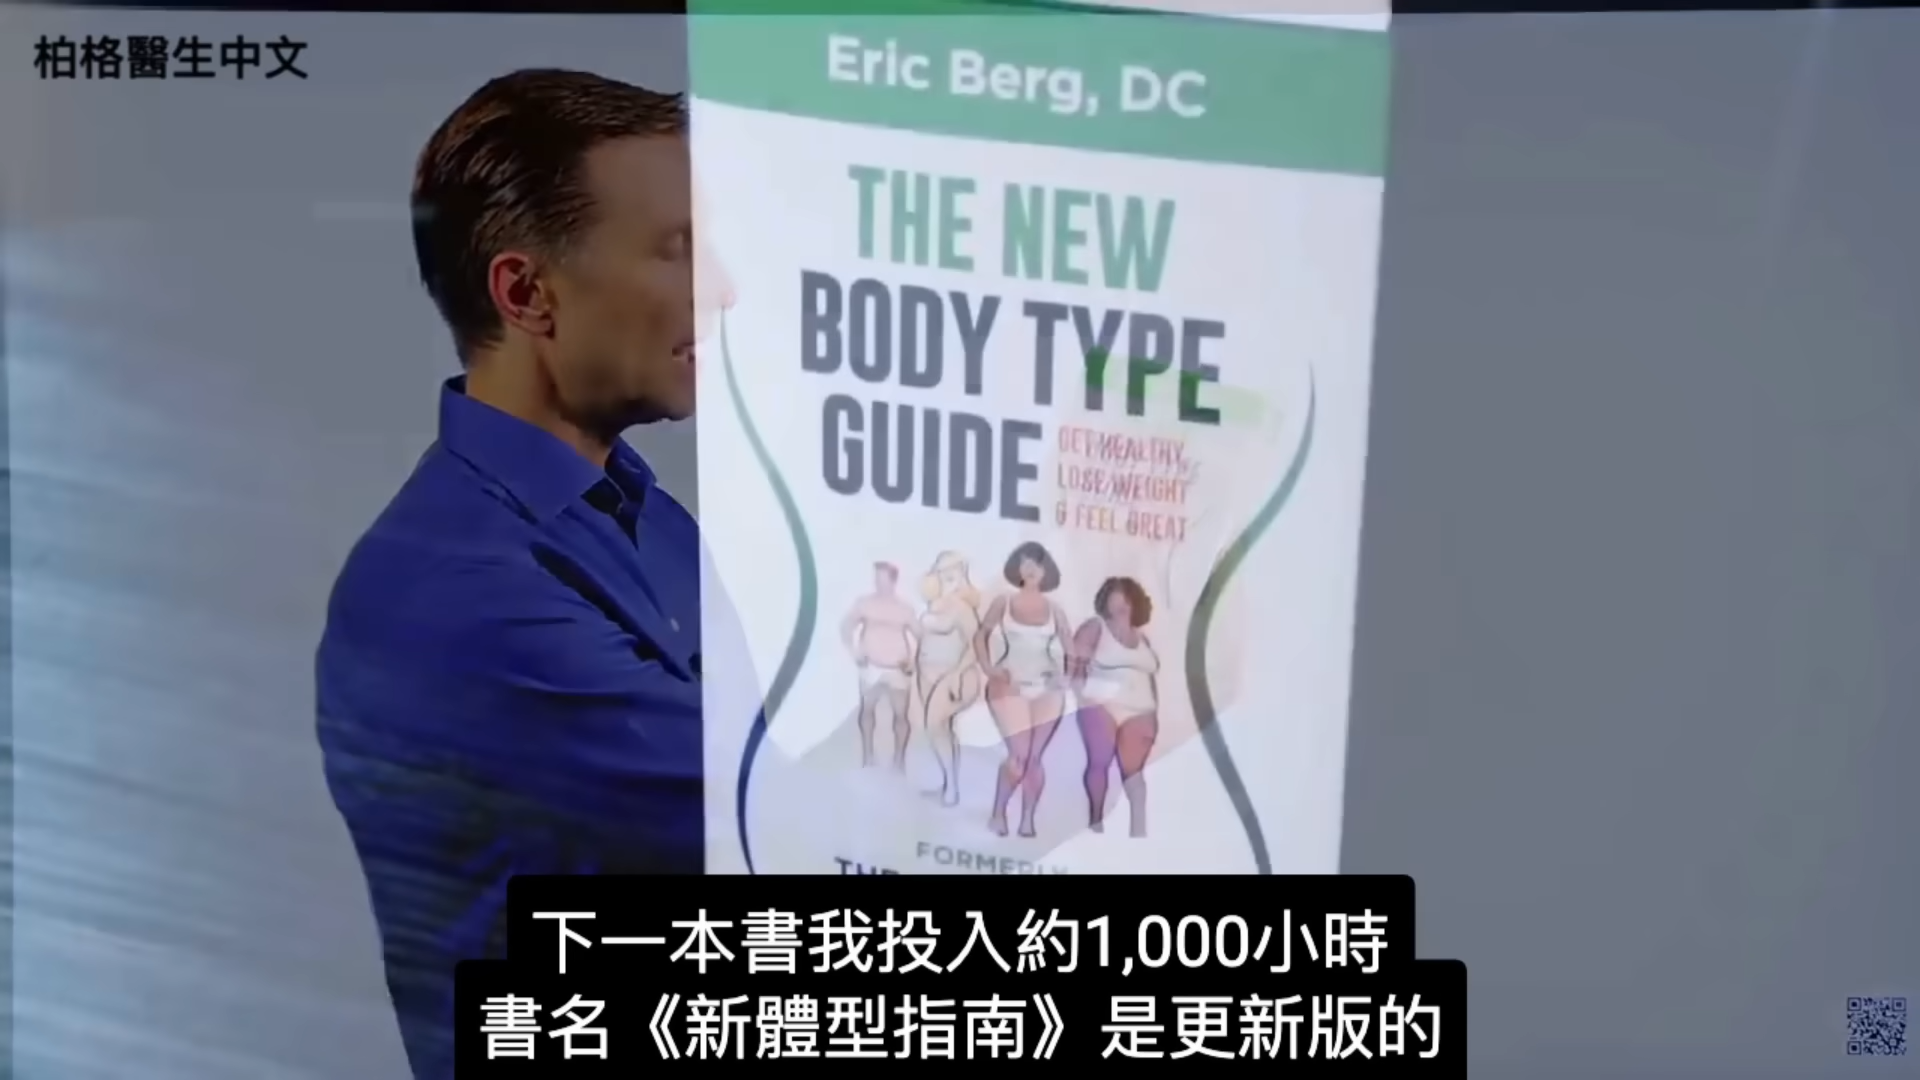 柏格醫生中文
Eric Berg, DC
THE NEW
BODY TYPE
GUIDE
GET HEALTHY
LOSE WEIGHT
& FEEL GREAT
FORMERLY
下一本書我投入約1,000小時
書名《新體型指南》是更新版的